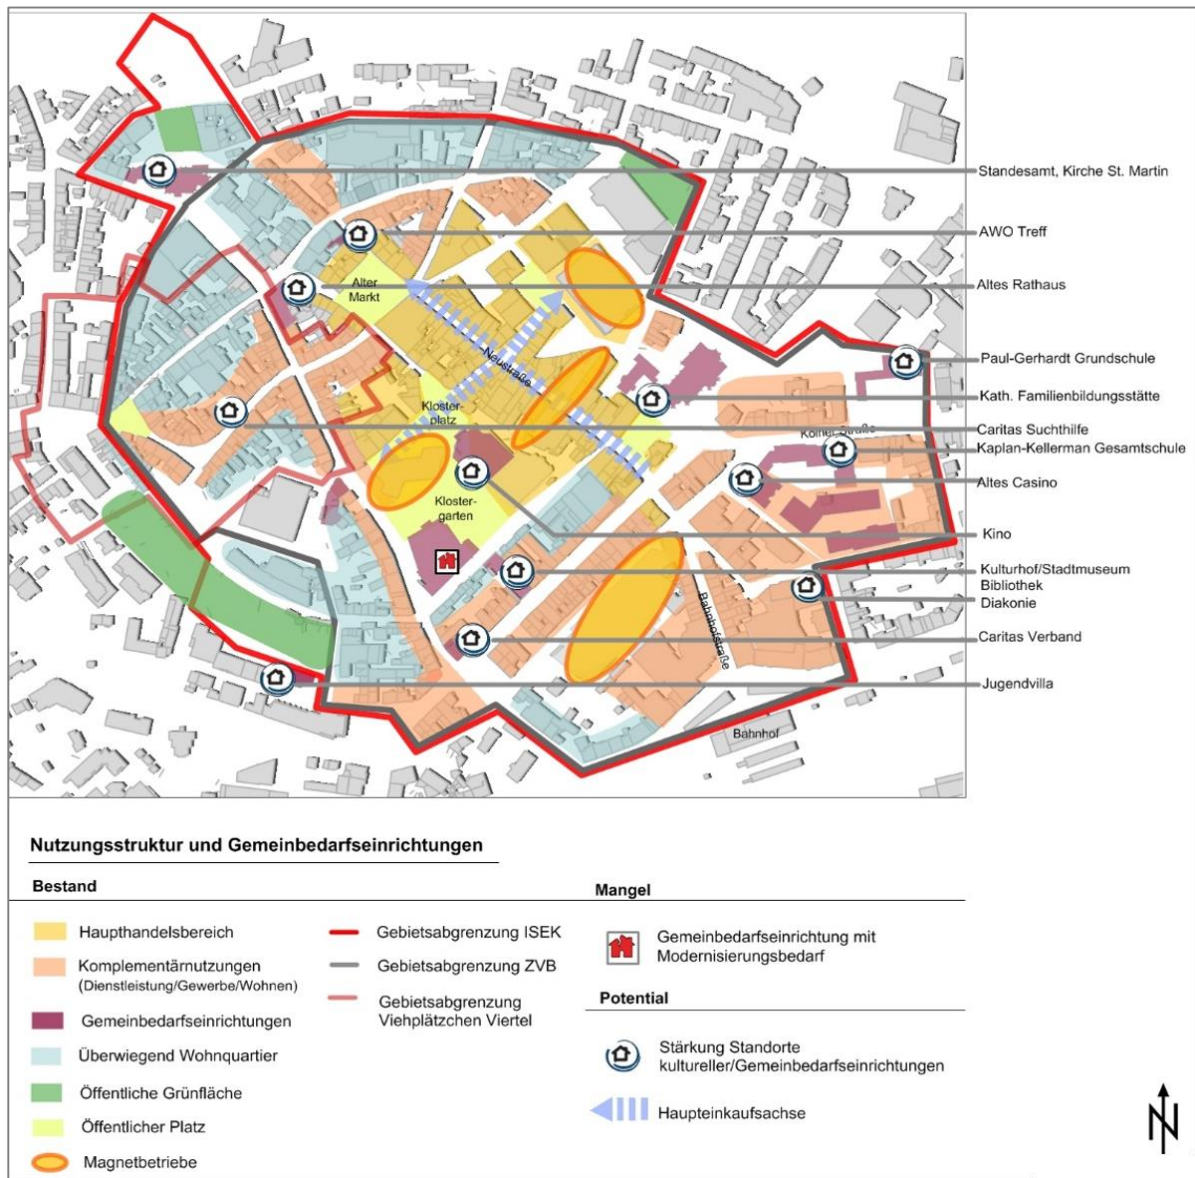 Standesamt, Kirche St. Martin
AWO Treff
Altes Rathaus
Paul-Gerhardt Grundschule
Kath. Familienbildungsstätte
Caritas Suchthilfe
Kaplan-Kellerman Gesamtschule
Altes Casino
Kino
Kulturhof/Stadtmuseum
Bibliothek
Diakonie
Caritas Verband
Jugendvilla
Alter
Markt
Neustraße
Kloster-
platz
Kölner Straße
Kloster-
garten
Bahnhofstraße
Bahnhof
Nutzungsstruktur und Gemeinbedarfseinrichtungen
Bestand
Haupthandelsbereich
Komplementärnutzungen
(Dienstleistung/Gewerbe/Wohnen)
Gemeinbedarfseinrichtungen
Überwiegend Wohnquartier
Öffentliche Grünfläche
Öffentlicher Platz
Magnetbetriebe
Gebietsabgrenzung ISEK
Gebietsabgrenzung ZVB
Gebietsabgrenzung
Viehplätzchen Viertel
Mangel
Gemeinbedarfseinrichtung mit
Modernisierungsbedarf
Potential
Stärkung Standorte
kultureller/Gemeinbedarfseinrichtungen
Haupteinkaufsachse
N